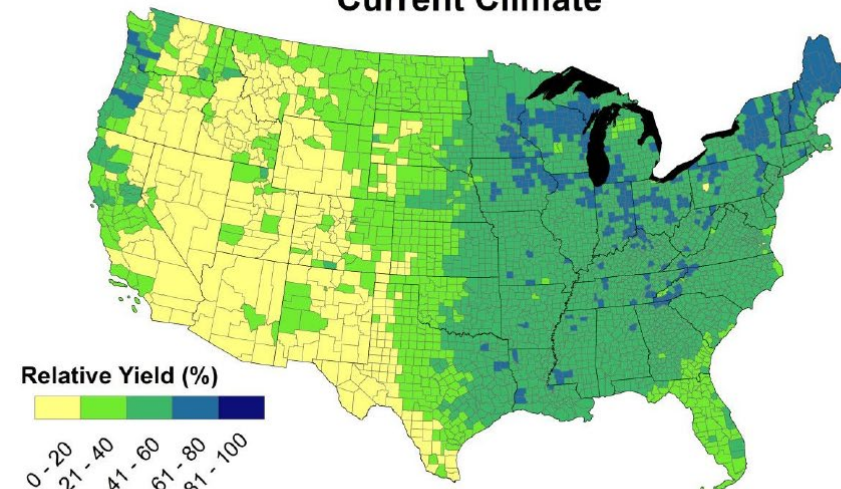 Current Climate
Relative Yield (%)
0 - 20
21 - 40
41 - 60
61 - 80
81 - 100